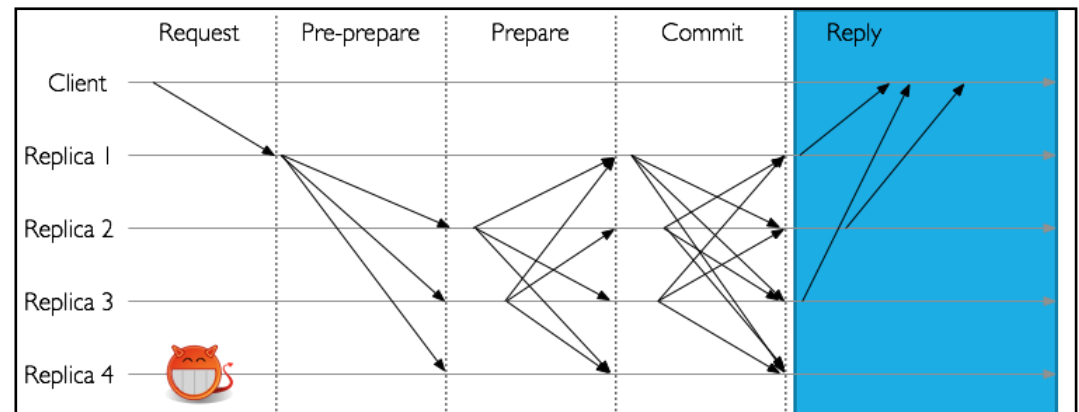 Request Pre-prepare Prepare Commit Reply
Client
Replica 1
Replica 2
Replica 3
Replica 4